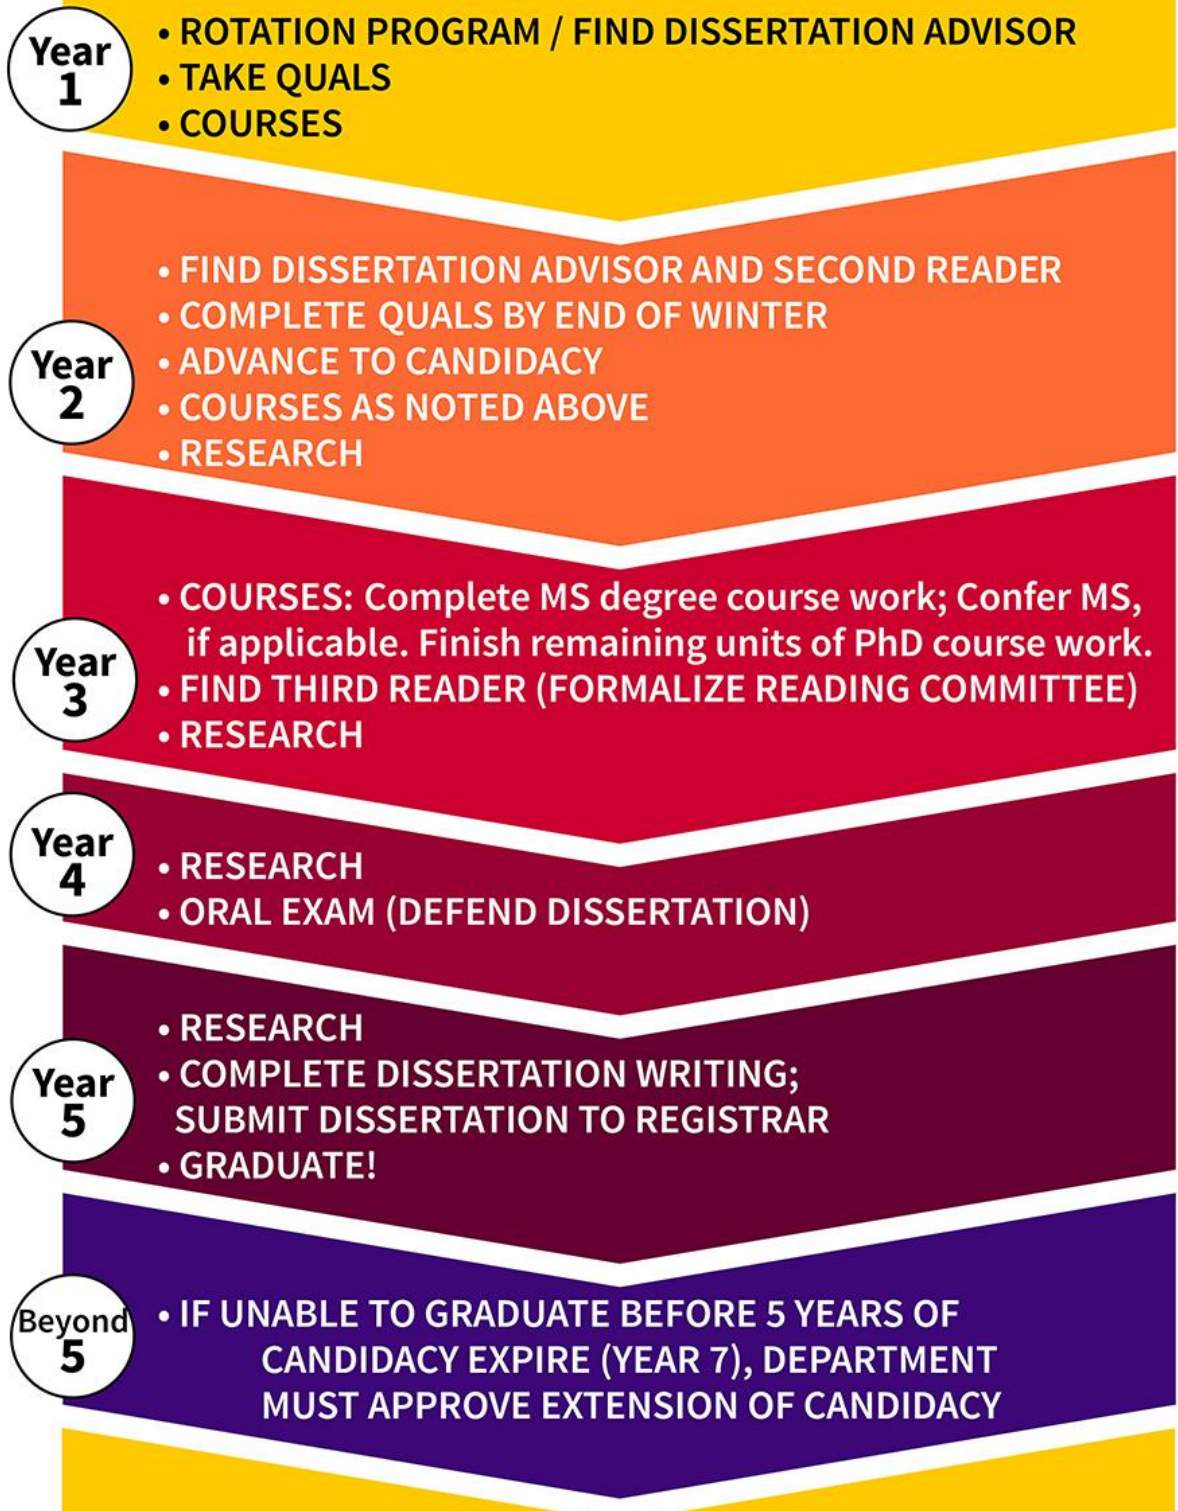 Year
1
• ROTATION PROGRAM / FIND DISSERTATION ADVISOR
• TAKE QUALS
• COURSES
Year
2
• FIND DISSERTATION ADVISOR AND SECOND READER
• COMPLETE QUALS BY END OF WINTER
• ADVANCE TO CANDIDACY
• COURSES AS NOTED ABOVE
• RESEARCH
Year
3
• COURSES: Complete MS degree course work; Confer MS,
if applicable. Finish remaining units of PhD course work.
• FIND THIRD READER (FORMALIZE READING COMMITTEE)
• RESEARCH
Year
4
• RESEARCH
• ORAL EXAM (DEFEND DISSERTATION)
Year
5
• RESEARCH
• COMPLETE DISSERTATION WRITING;
SUBMIT DISSERTATION TO REGISTRAR
• GRADUATE!
Beyond
5
• IF UNABLE TO GRADUATE BEFORE 5 YEARS OF
CANDIDACY EXPIRE (YEAR 7), DEPARTMENT
MUST APPROVE EXTENSION OF CANDIDACY